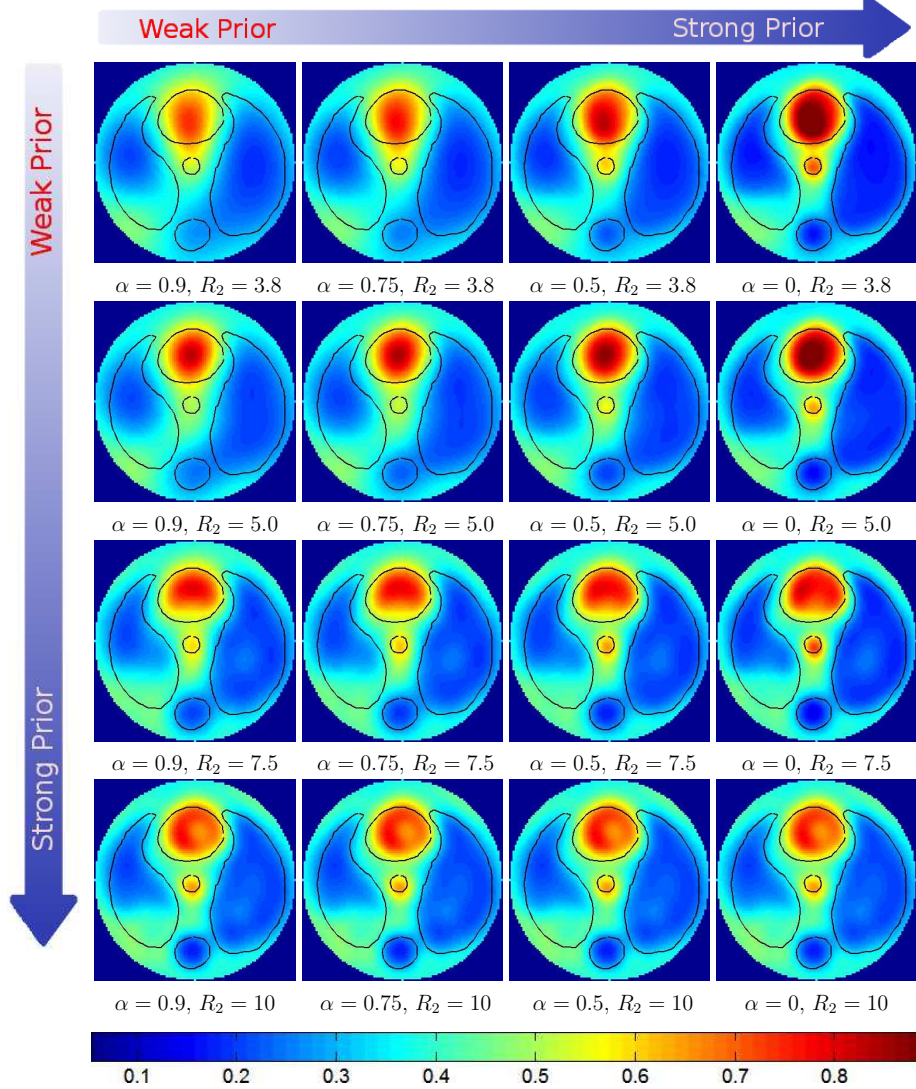 Weak Prior Strong Prior
Weak Prior
Strong Prior
α = 0.9, R₂ = 3.8 α = 0.75, R₂ = 3.8 α = 0.5, R₂ = 3.8 α = 0, R₂ = 3.8
α = 0.9, R₂ = 5.0 α = 0.75, R₂ = 5.0 α = 0.5, R₂ = 5.0 α = 0, R₂ = 5.0
α = 0.9, R₂ = 7.5 α = 0.75, R₂ = 7.5 α = 0.5, R₂ = 7.5 α = 0, R₂ = 7.5
α = 0.9, R₂ = 10 α = 0.75, R₂ = 10 α = 0.5, R₂ = 10 α = 0, R₂ = 10
0.1 0.2 0.3 0.4 0.5 0.6 0.7 0.8